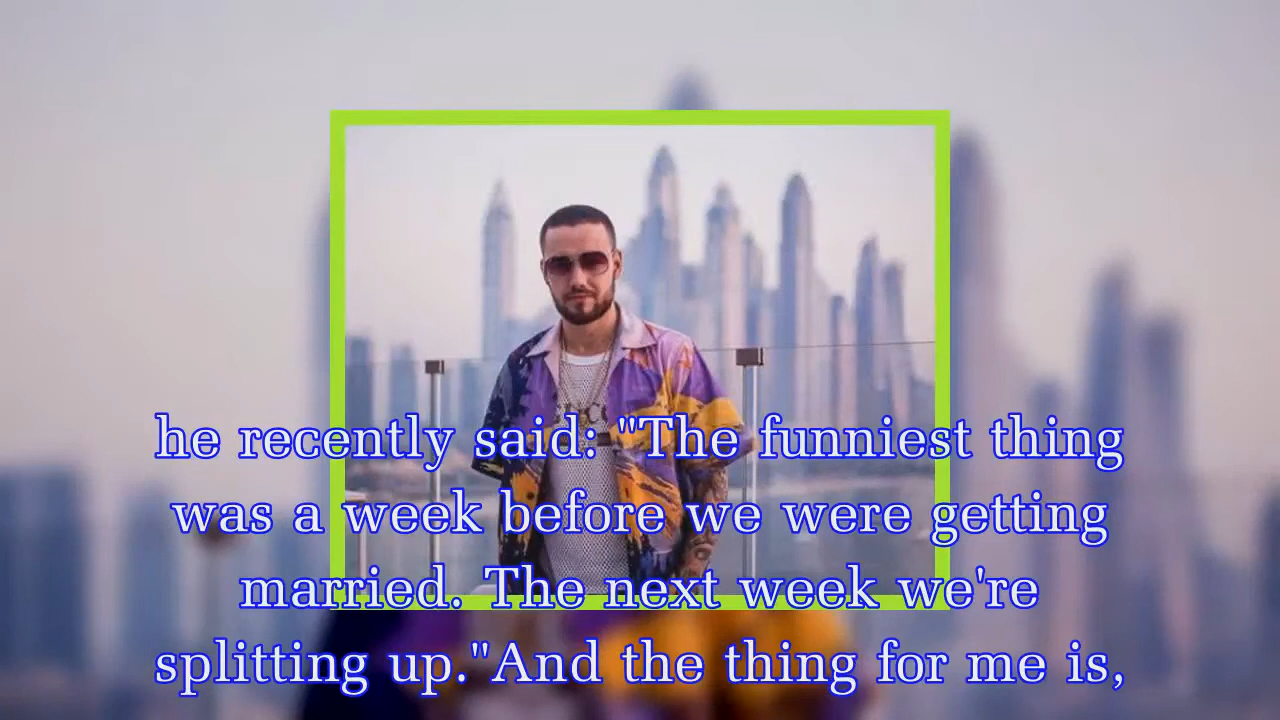 he recently said: "The funniest thing
was a week before we were getting
married. The next week we're
splitting up."And the thing for me is,